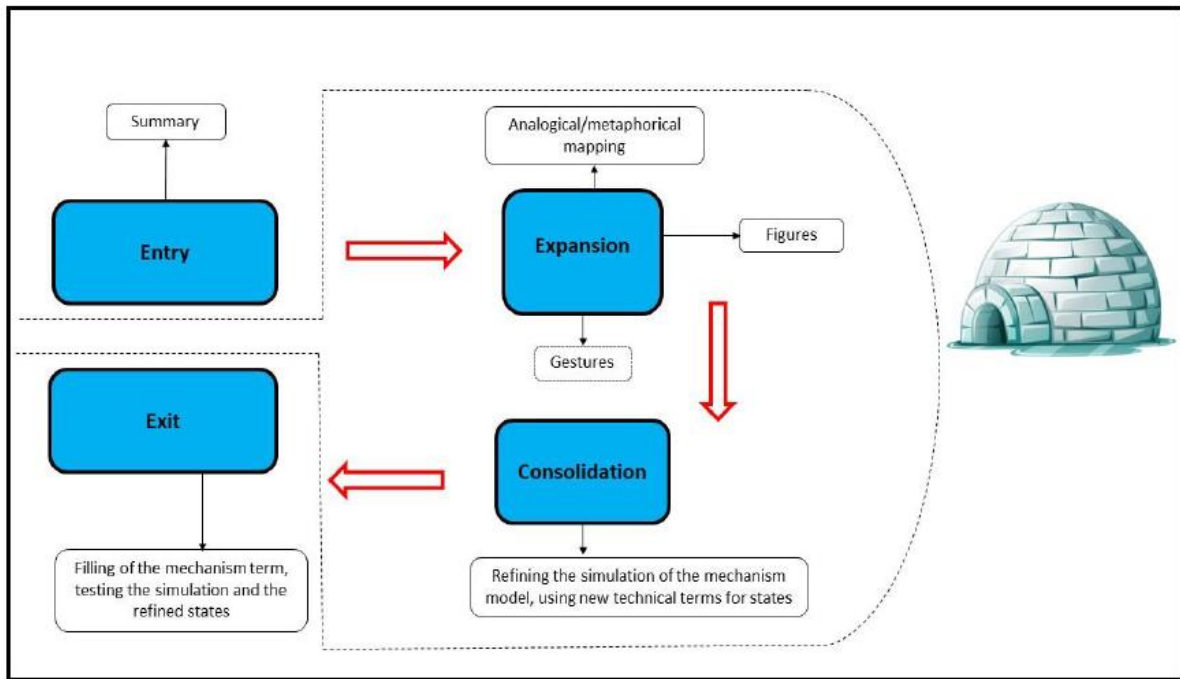 Summary
Entry
Analogical/metaphorical
mapping
Expansion
Figures
Gestures
Exit
Filling of the mechanism term,
testing the simulation and the
refined states
Consolidation
Refining the simulation of the mechanism
model, using new technical terms for states